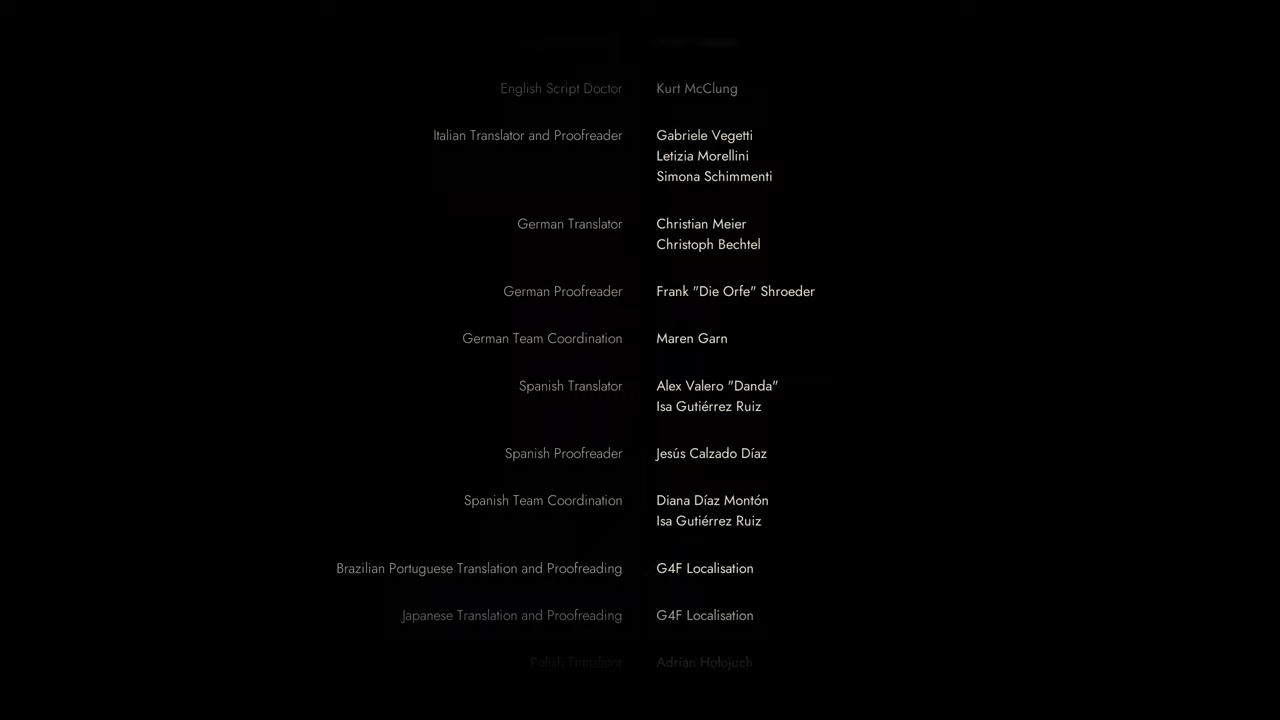 English Script Doctor Kurt McClung
Italian Translator and Proofreader Gabriele Vegetti
Letizia Morellini
Simona Schimmenti
German Translator Christian Meier
Christoph Bechtel
German Proofreader Frank "Die Orfe" Shroeder
German Team Coordination Maren Garn
Spanish Translator Alex Valero "Danda"
Isa Gutiérrez Ruiz
Spanish Proofreader Jesús Calzado Díaz
Spanish Team Coordination Diana Díaz Montón
Isa Gutiérrez Ruiz
Brazilian Portuguese Translation and Proofreading G4F Localisation
Japanese Translation and Proofreading G4F Localisation
Polish Adrian Hołojuch